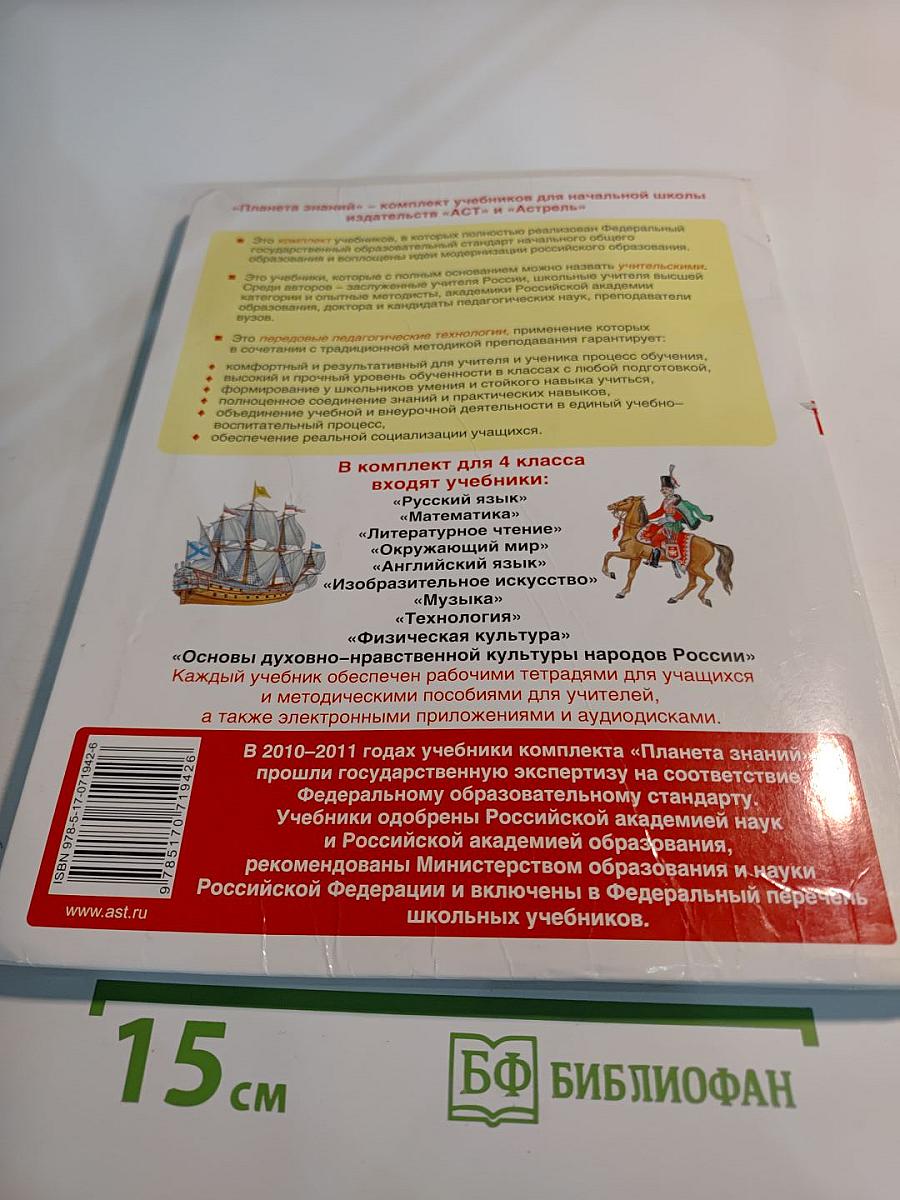 «Планета знаний» – комплект учебников для начальной школы
издательств «АСТ» и «Астрель»
Это комплект учебников, в которых полностью реализован Федеральный
государственный образовательный стандарт начального общего
образования и воплощены идеи модернизации российского образования.
Это учебники, которые с полным основанием можно назвать учительскими.
Среди авторов – заслуженные учителя России, школьные учителя высшей
категории и опытные методисты, академики Российской академии
образования, доктора и кандидаты педагогических наук, преподаватели
вузов.
Это передовые педагогические технологии, применение которых
в сочетании с традиционной методикой преподавания гарантирует:
комфортный и результативный для учителя и ученика процесс обучения,
высокий и прочный уровень обученности в классах с любой подготовкой,
формирование у школьников умения и стойкого навыка учиться,
полноценное соединение знаний и практических навыков,
объединение учебной и внеурочной деятельности в единый учебно–
воспитательный процесс,
обеспечение реальной социализации учащихся.
В комплект для 4 класса
входят учебники:
«Русский язык»
«Математика»
«Литературное чтение»
«Окружающий мир»
«Английский язык»
«Изобразительное искусство»
«Музыка»
«Технология»
«Физическая культура»
«Основы духовно–нравственной культуры народов России»
Каждый учебник обеспечен рабочими тетрадями для учащихся
и методическими пособиями для учителей,
а также электронными приложениями и аудиодисками.
В 2010–2011 годах учебники комплекта «Планета знаний»
прошли государственную экспертизу на соответствие
Федеральному образовательному стандарту.
Учебники одобрены Российской академией наук
и Российской академией образования,
рекомендованы Министерством образования и науки
Российской Федерации и включены в Федеральный перечень
школьных учебников.
ISBN 978-5-17-071942-6
9 785170 719426
www.ast.ru
15 см
БФ БИБЛИОФАН